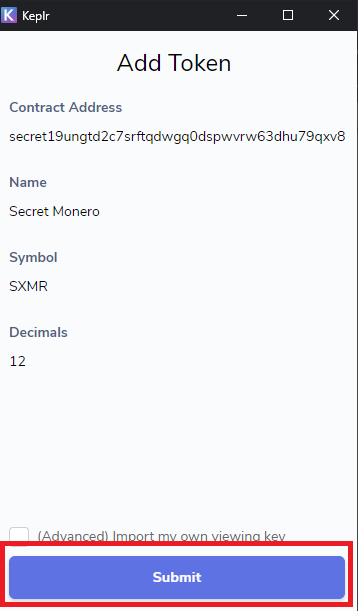 Keplr
Add Token
Contract Address
secret19ungtd2c7srftqdwgq0dspwvrw63dhu79qxv8
Name
Secret Monero
Symbol
SXMR
Decimals
12
(Advanced) Import my own viewing key
Submit